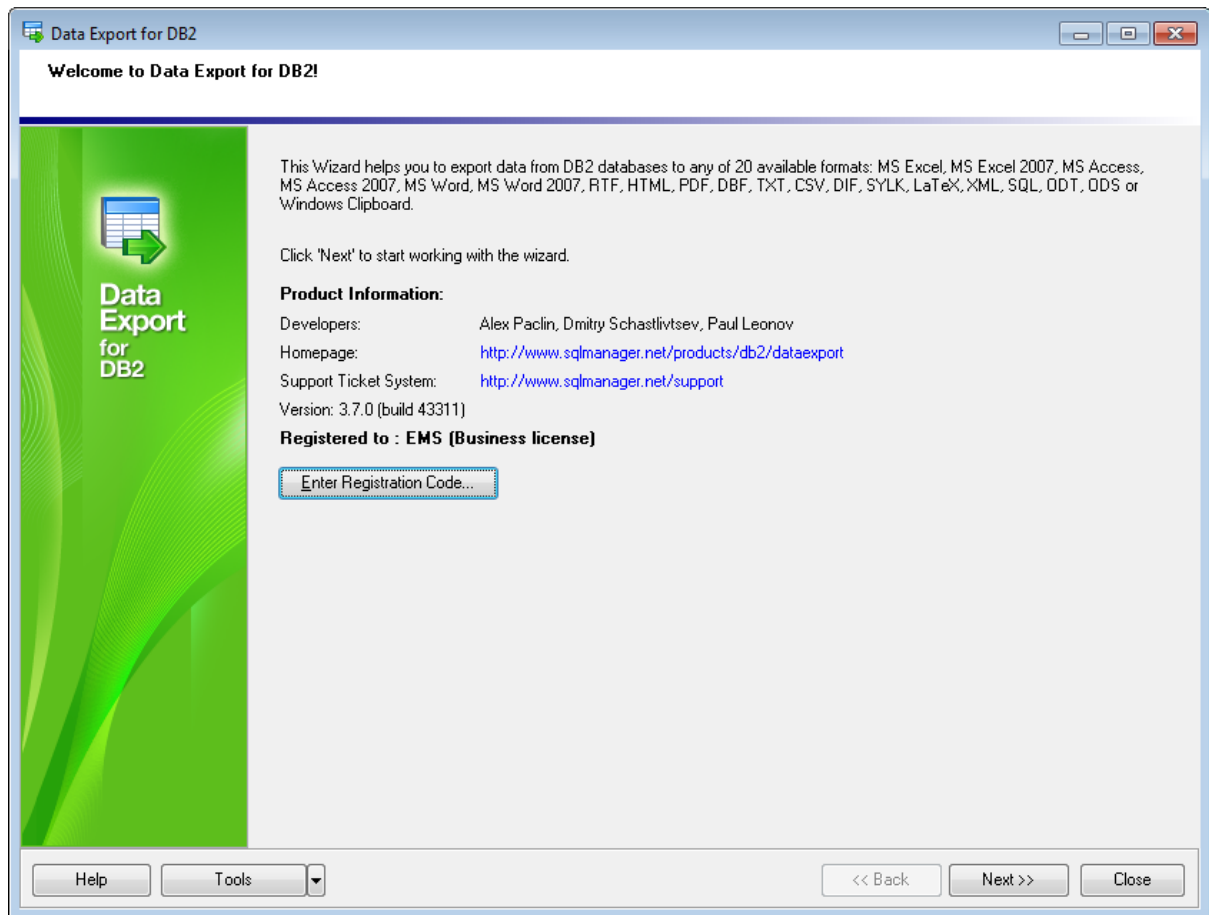 Data Export for DB2
Welcome to Data Export for DB2!
This Wizard helps you to export data from DB2 databases to any of 20 available formats: MS Excel, MS Excel 2007, MS Access,
MS Access 2007, MS Word, MS Word 2007, RTF, HTML, PDF, DBF, TXT, CSV, DIF, SYLK, LaTeX, XML, SQL, ODT, ODS or
Windows Clipboard.
Click 'Next' to start working with the wizard.
Data
Export
for
DB2
Product Information:
Developers: Alex Paclin, Dmitry Schastlivtsev, Paul Leonov
Homepage: http://www.sqlmanager.net/products/db2/dataexport
Support Ticket System: http://www.sqlmanager.net/support
Version: 3.7.0 (build 43311)
Registered to : EMS (Business license)
Enter Registration Code...
Help Tools << Back Next >> Close